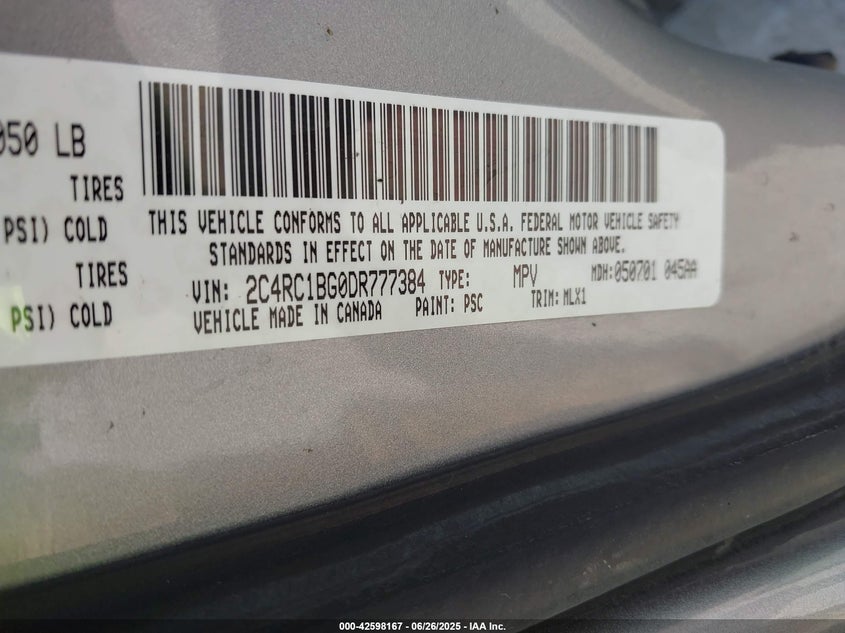 050 LB
TIRES
PSI) COLD
TIRES
PSI) COLD
THIS VEHICLE CONFORMS TO ALL APPLICABLE U.S.A. FEDERAL MOTOR VEHICLE SAFETY
STANDARDS IN EFFECT ON THE DATE OF MANUFACTURE SHOWN ABOVE.
VIN: 2C4RC1BG0DR777384 TYPE: MPV MDH:050701 045AA
VEHICLE MADE IN CANADA PAINT: PSC TRIM: MLX1
000-42598167 - 06/26/2025 - IAA Inc.